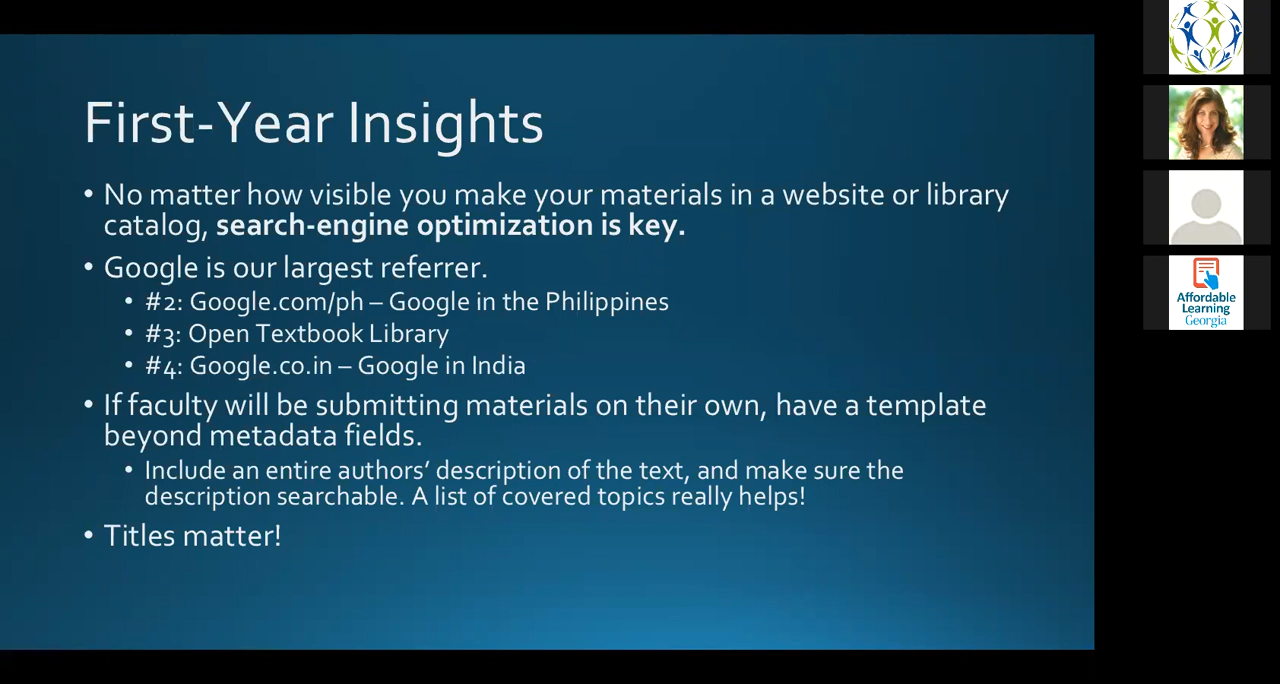 First-Year Insights
• No matter how visible you make your materials in a website or library
catalog, search-engine optimization is key.
• Google is our largest referrer.
• #2: Google.com/ph – Google in the Philippines
• #3: Open Textbook Library
• #4: Google.co.in – Google in India
• If faculty will be submitting materials on their own, have a template
beyond metadata fields.
• Include an entire authors’ description of the text, and make sure the
description searchable. A list of covered topics really helps!
• Titles matter!
Affordable
Learning
Georgia